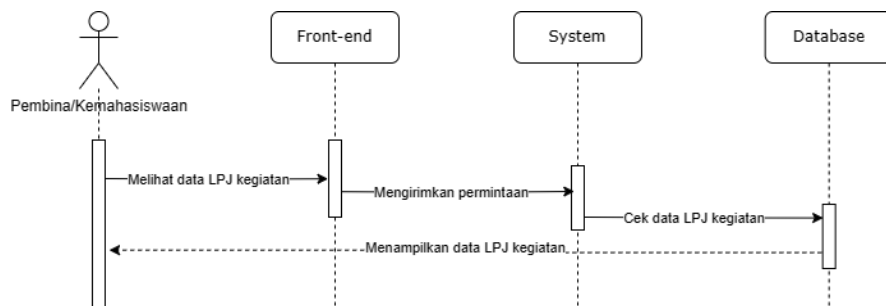 Front-end
System
Database
Pembina/Kemahasiswaan
Melihat data LPJ kegiatan
Mengirimkan permintaan
Cek data LPJ kegiatan
Menampilkan data LPJ kegiatan